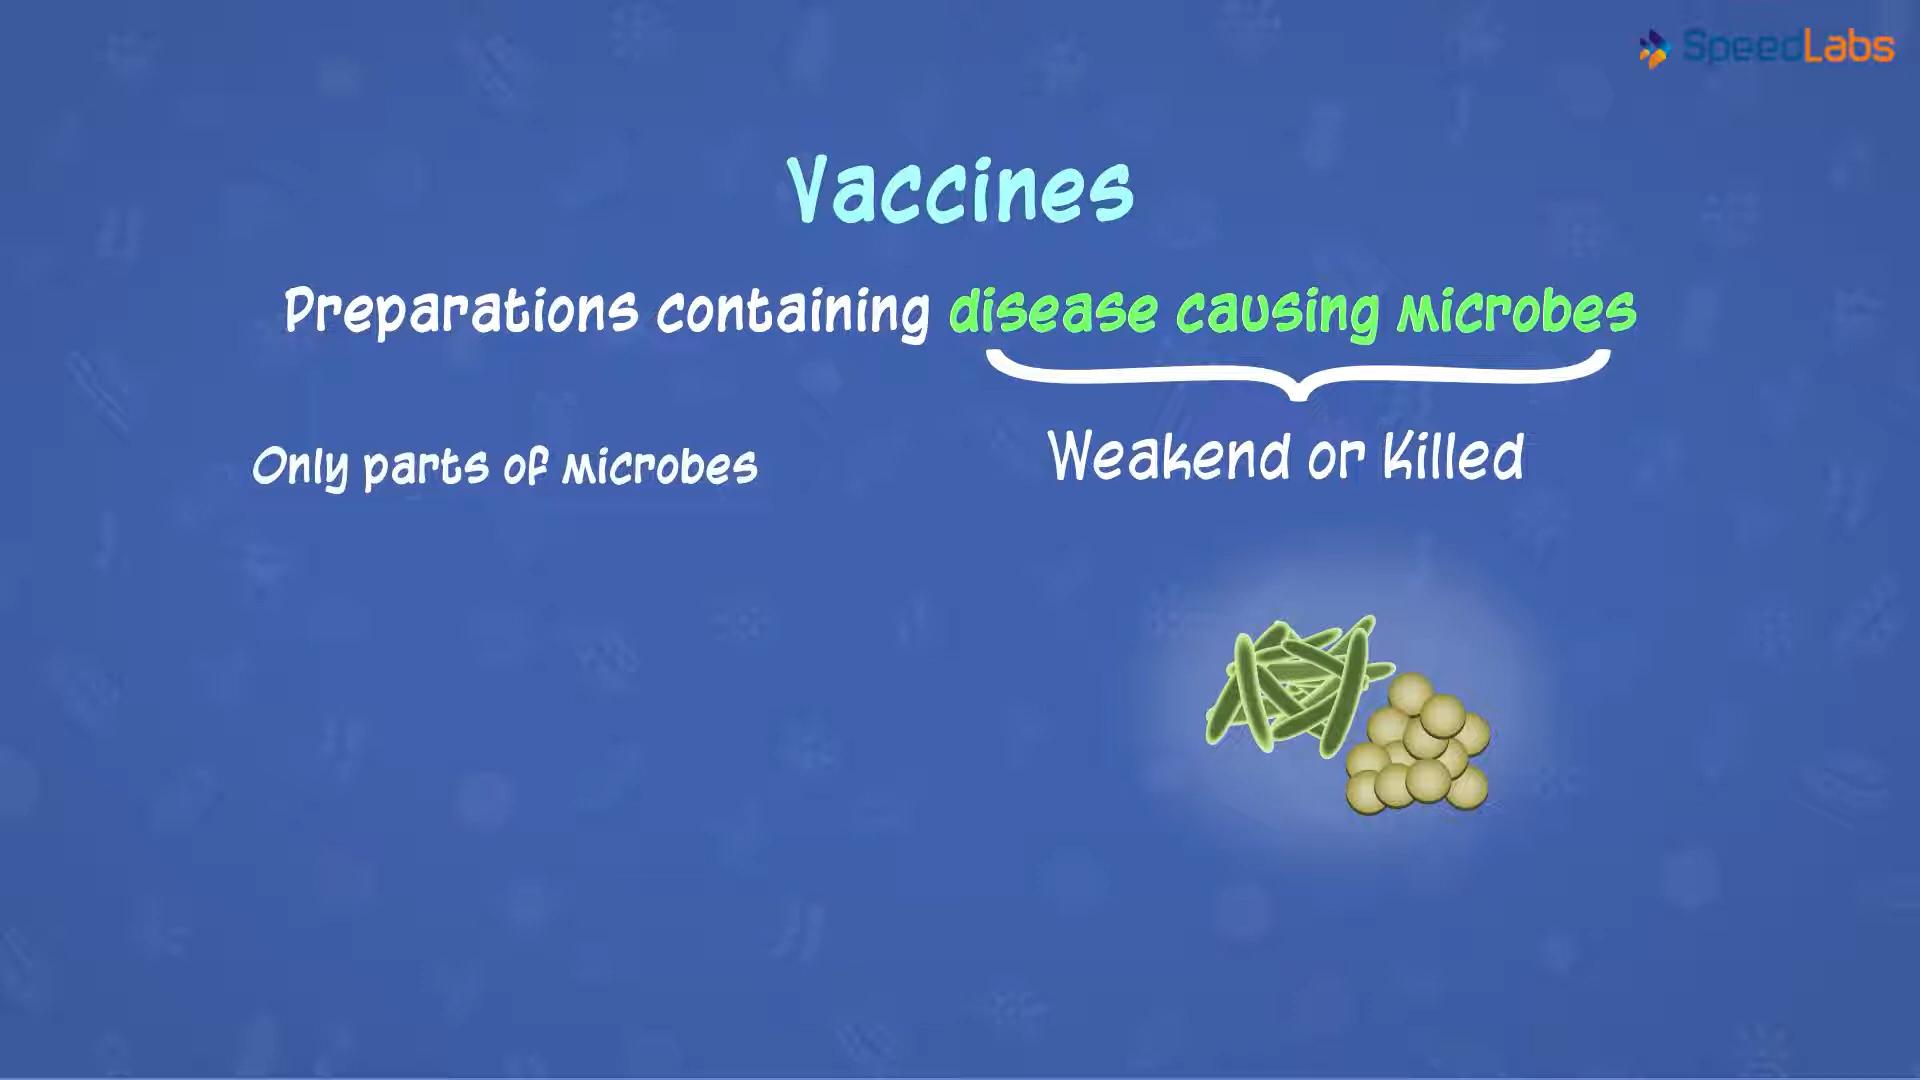 SpeedLabs
Vaccines
Preparations containing disease causing microbes
Only parts of microbes
Weakend or Killed